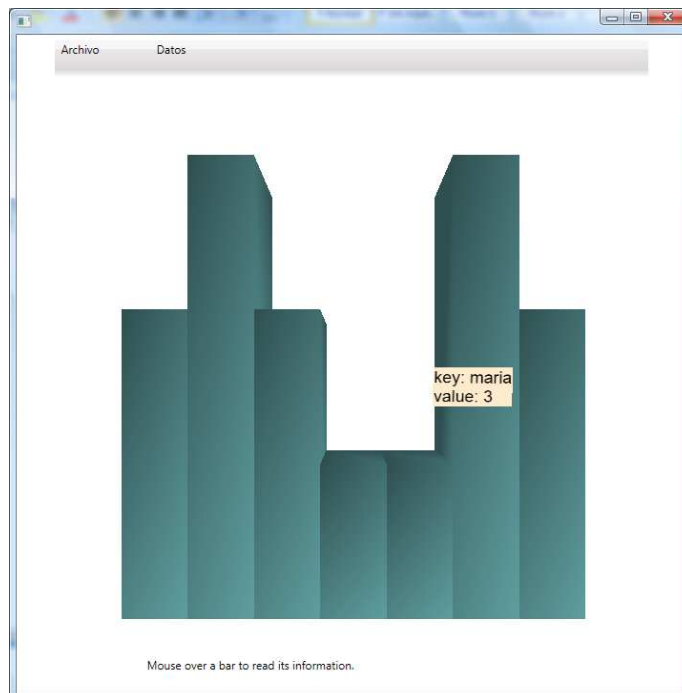 Archivo Datos
key: maria
value: 3
Mouse over a bar to read its information.